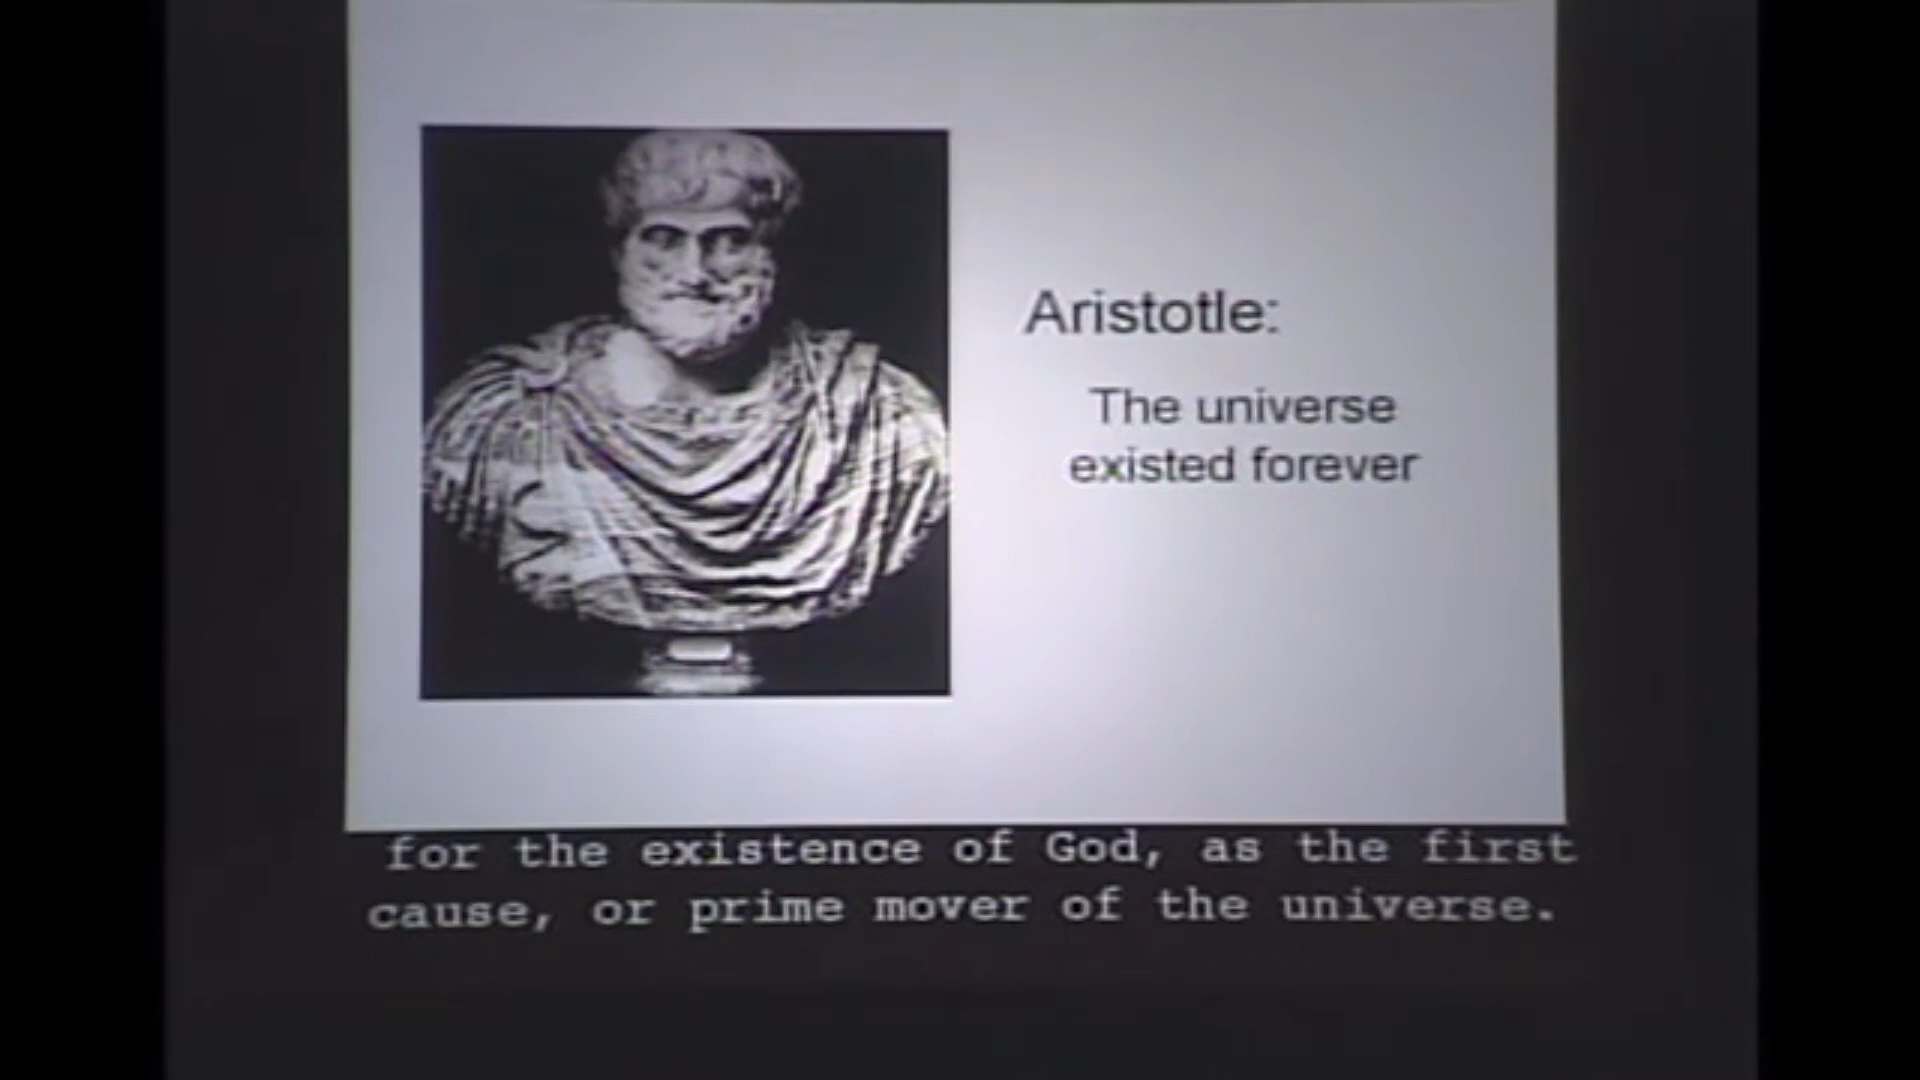 Aristotle:
The universe
existed forever
for the existence of God, as the first
cause, or prime mover of the universe.